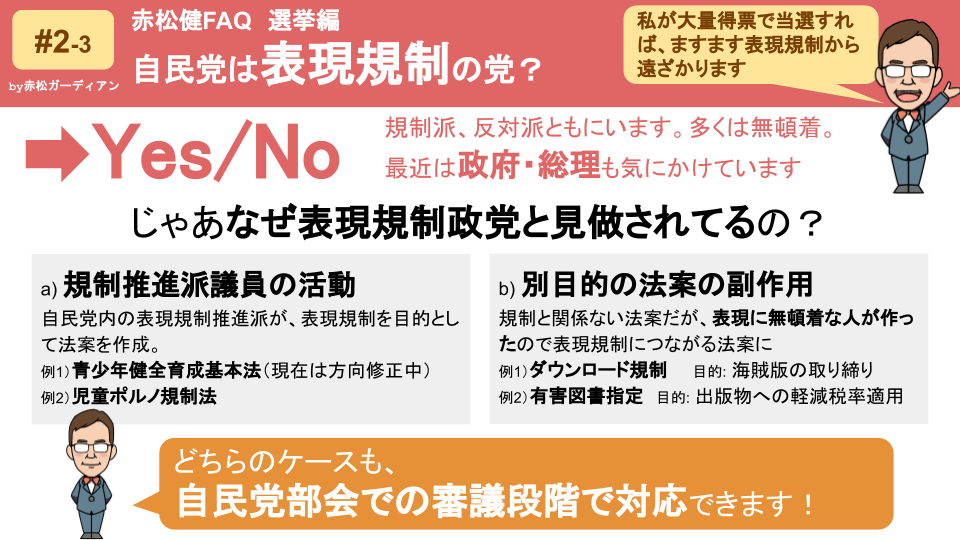 #2-3
by赤松ガーディアン
赤松健FAQ 選挙編
自民党は表現規制の党？
私が大量得票で当選すれ
ば、ますます表現規制から
遠ざかります
➡Yes/No
規制派、反対派ともにいます。多くは無頓着。
最近は政府・総理も気にかけています
じゃあなぜ表現規制政党と見做されてるの？
a) 規制推進派議員の活動
自民党内の表現規制推進派が、表現規制を目的とし
て法案を作成。
例1）青少年健全育成基本法（現在は方向修正中）
例2）児童ポルノ規制法
b) 別目的の法案の副作用
規制と関係ない法案だが、表現に無頓着な人が作っ
たので表現規制につながる法案に
例1）ダウンロード規制 目的: 海賊版の取り締り
例2）有害図書指定 目的: 出版物への軽減税率適用
どちらのケースも、
自民党部会での審議段階で対応できます！